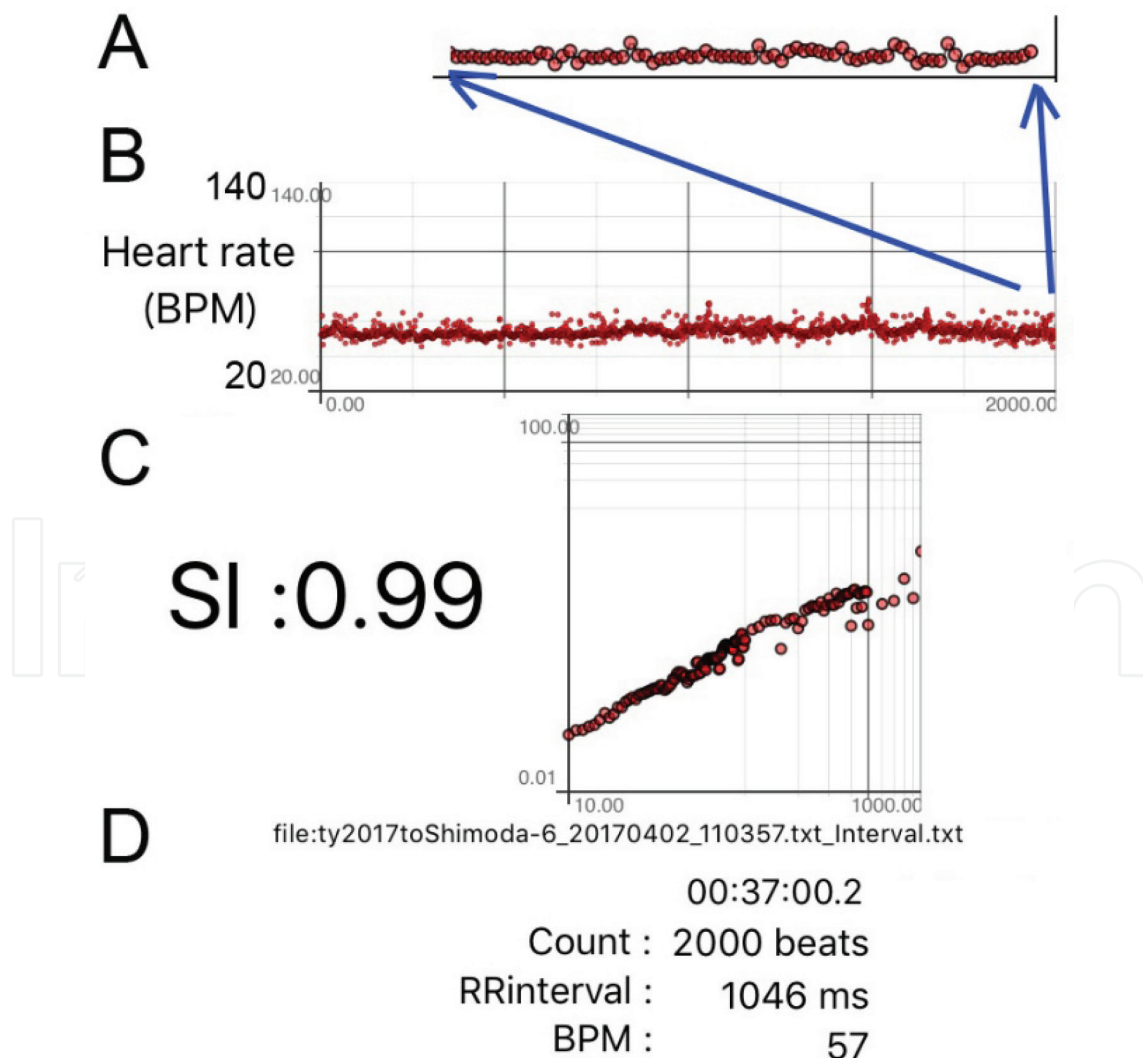 A
B
140 140.00
Heart rate
(BPM)
20 20.00
0.00 2000.00
C
100.00
SI :0.99
0.01
10.00 1000.00
D
file:ty2017toShimoda-6_20170402_110357.txt_Interval.txt
00:37:00.2
Count : 2000 beats
RRinterval : 1046 ms
BPM : 57